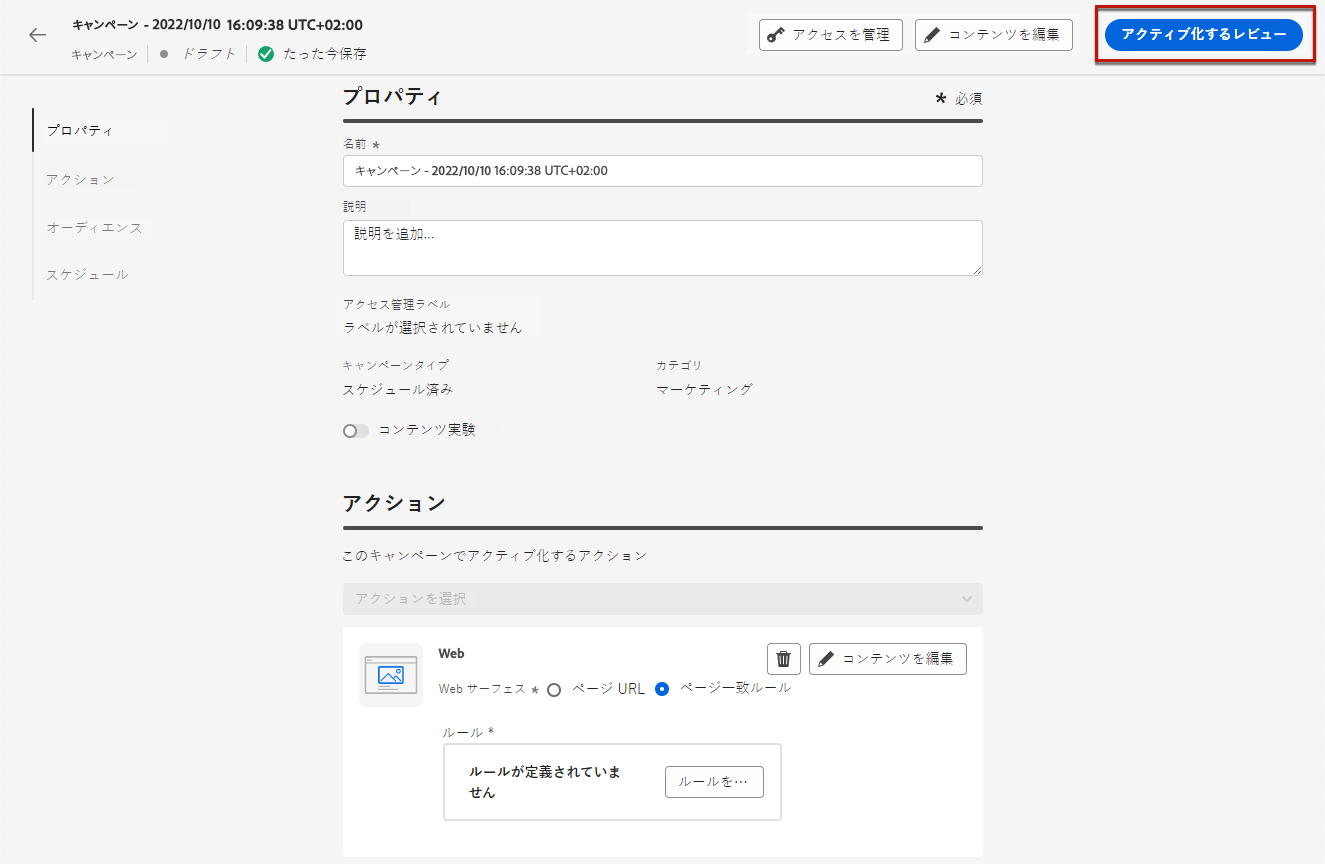 キャンペーン - 2022/10/10 16:09:38 UTC+02:00
キャンペーン ドラフト たった今保存
アクセスを管理
コンテンツを編集
アクティブ化するレビュー
プロパティ
アクション
オーディエンス
スケジュール
プロパティ
* 必須
名前 *
キャンペーン - 2022/10/10 16:09:38 UTC+02:00
説明
説明を追加...
アクセス管理ラベル
ラベルが選択されていません
キャンペーンタイプ カテゴリ
スケジュール済み マーケティング
コンテンツ実験
アクション
このキャンペーンでアクティブ化するアクション
アクションを選択
Web
コンテンツを編集
Web サーフェス * ページ URL ページ一致ルール
ルール *
ルールが定義されていま
せん
ルールを…